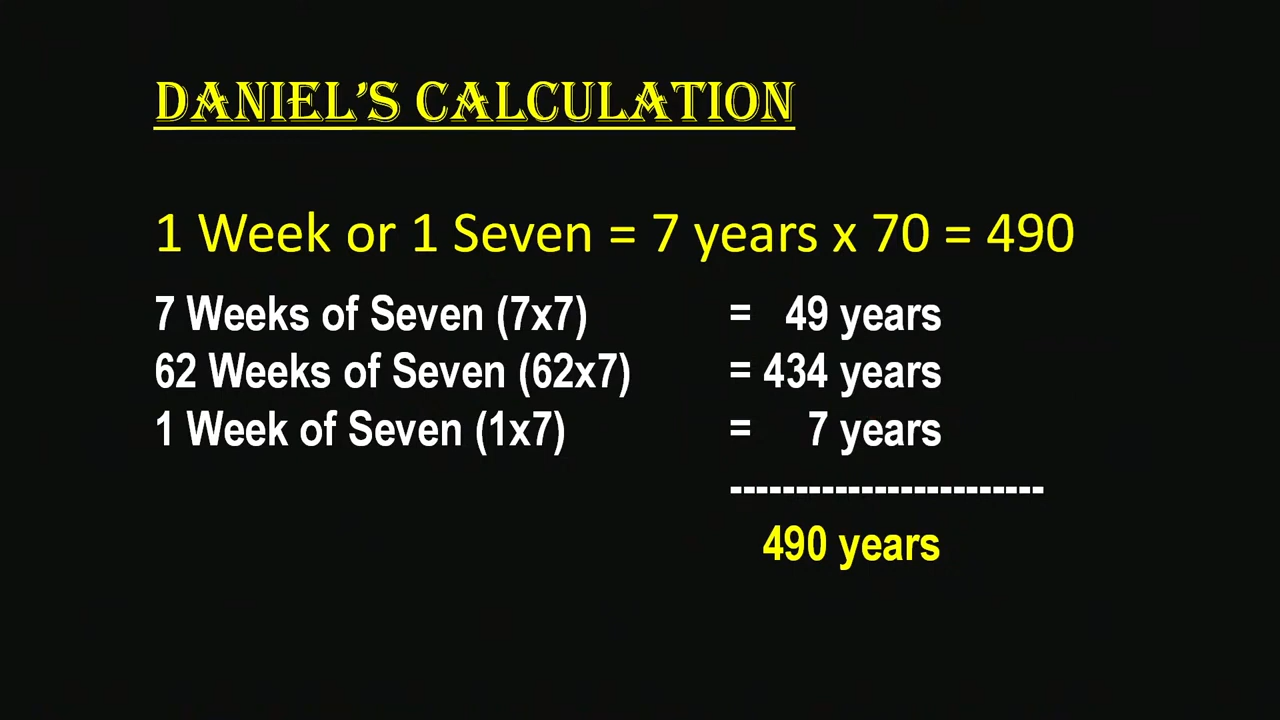 DANIEL’S CALCULATION
1 Week or 1 Seven = 7 years x 70 = 490
7 Weeks of Seven (7x7) = 49 years
62 Weeks of Seven (62x7) = 434 years
1 Week of Seven (1x7) = 7 years
------------------------
490 years